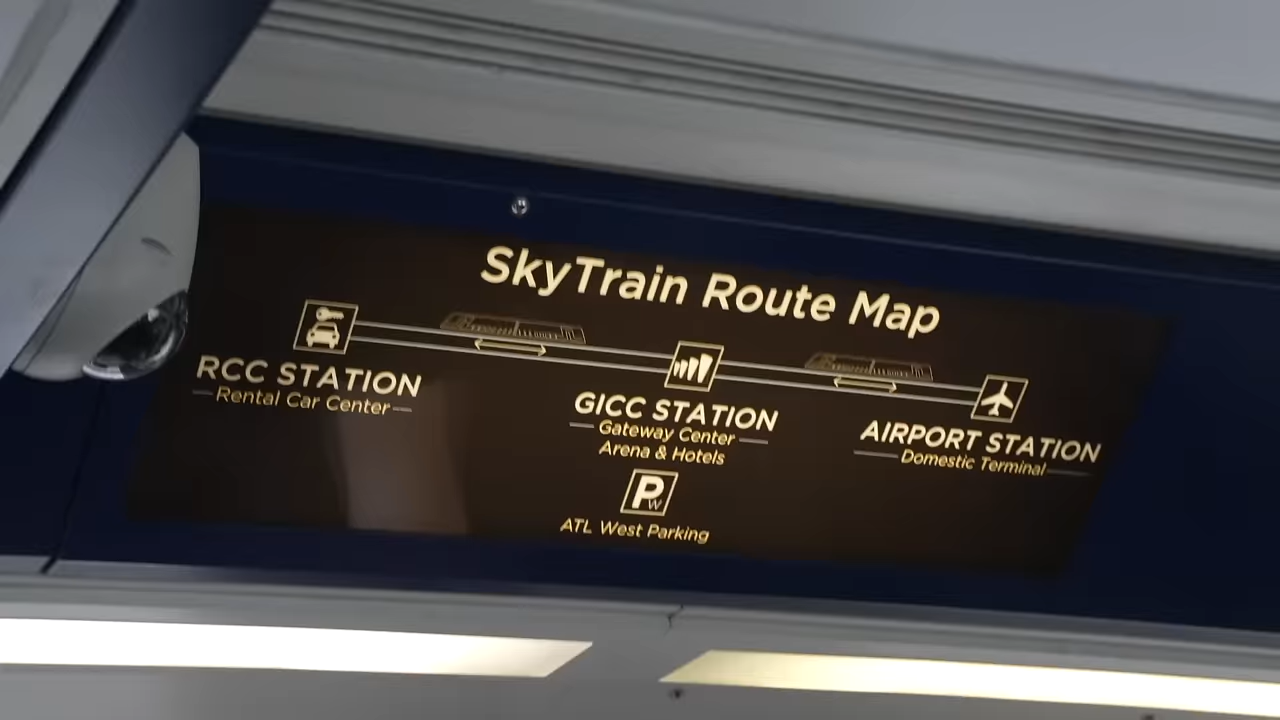 SkyTrain Route Map
RCC STATION
Rental Car Center
GICC STATION
Gateway Center
Arena & Hotels
PW
ATL West Parking
AIRPORT STATION
Domestic Terminal